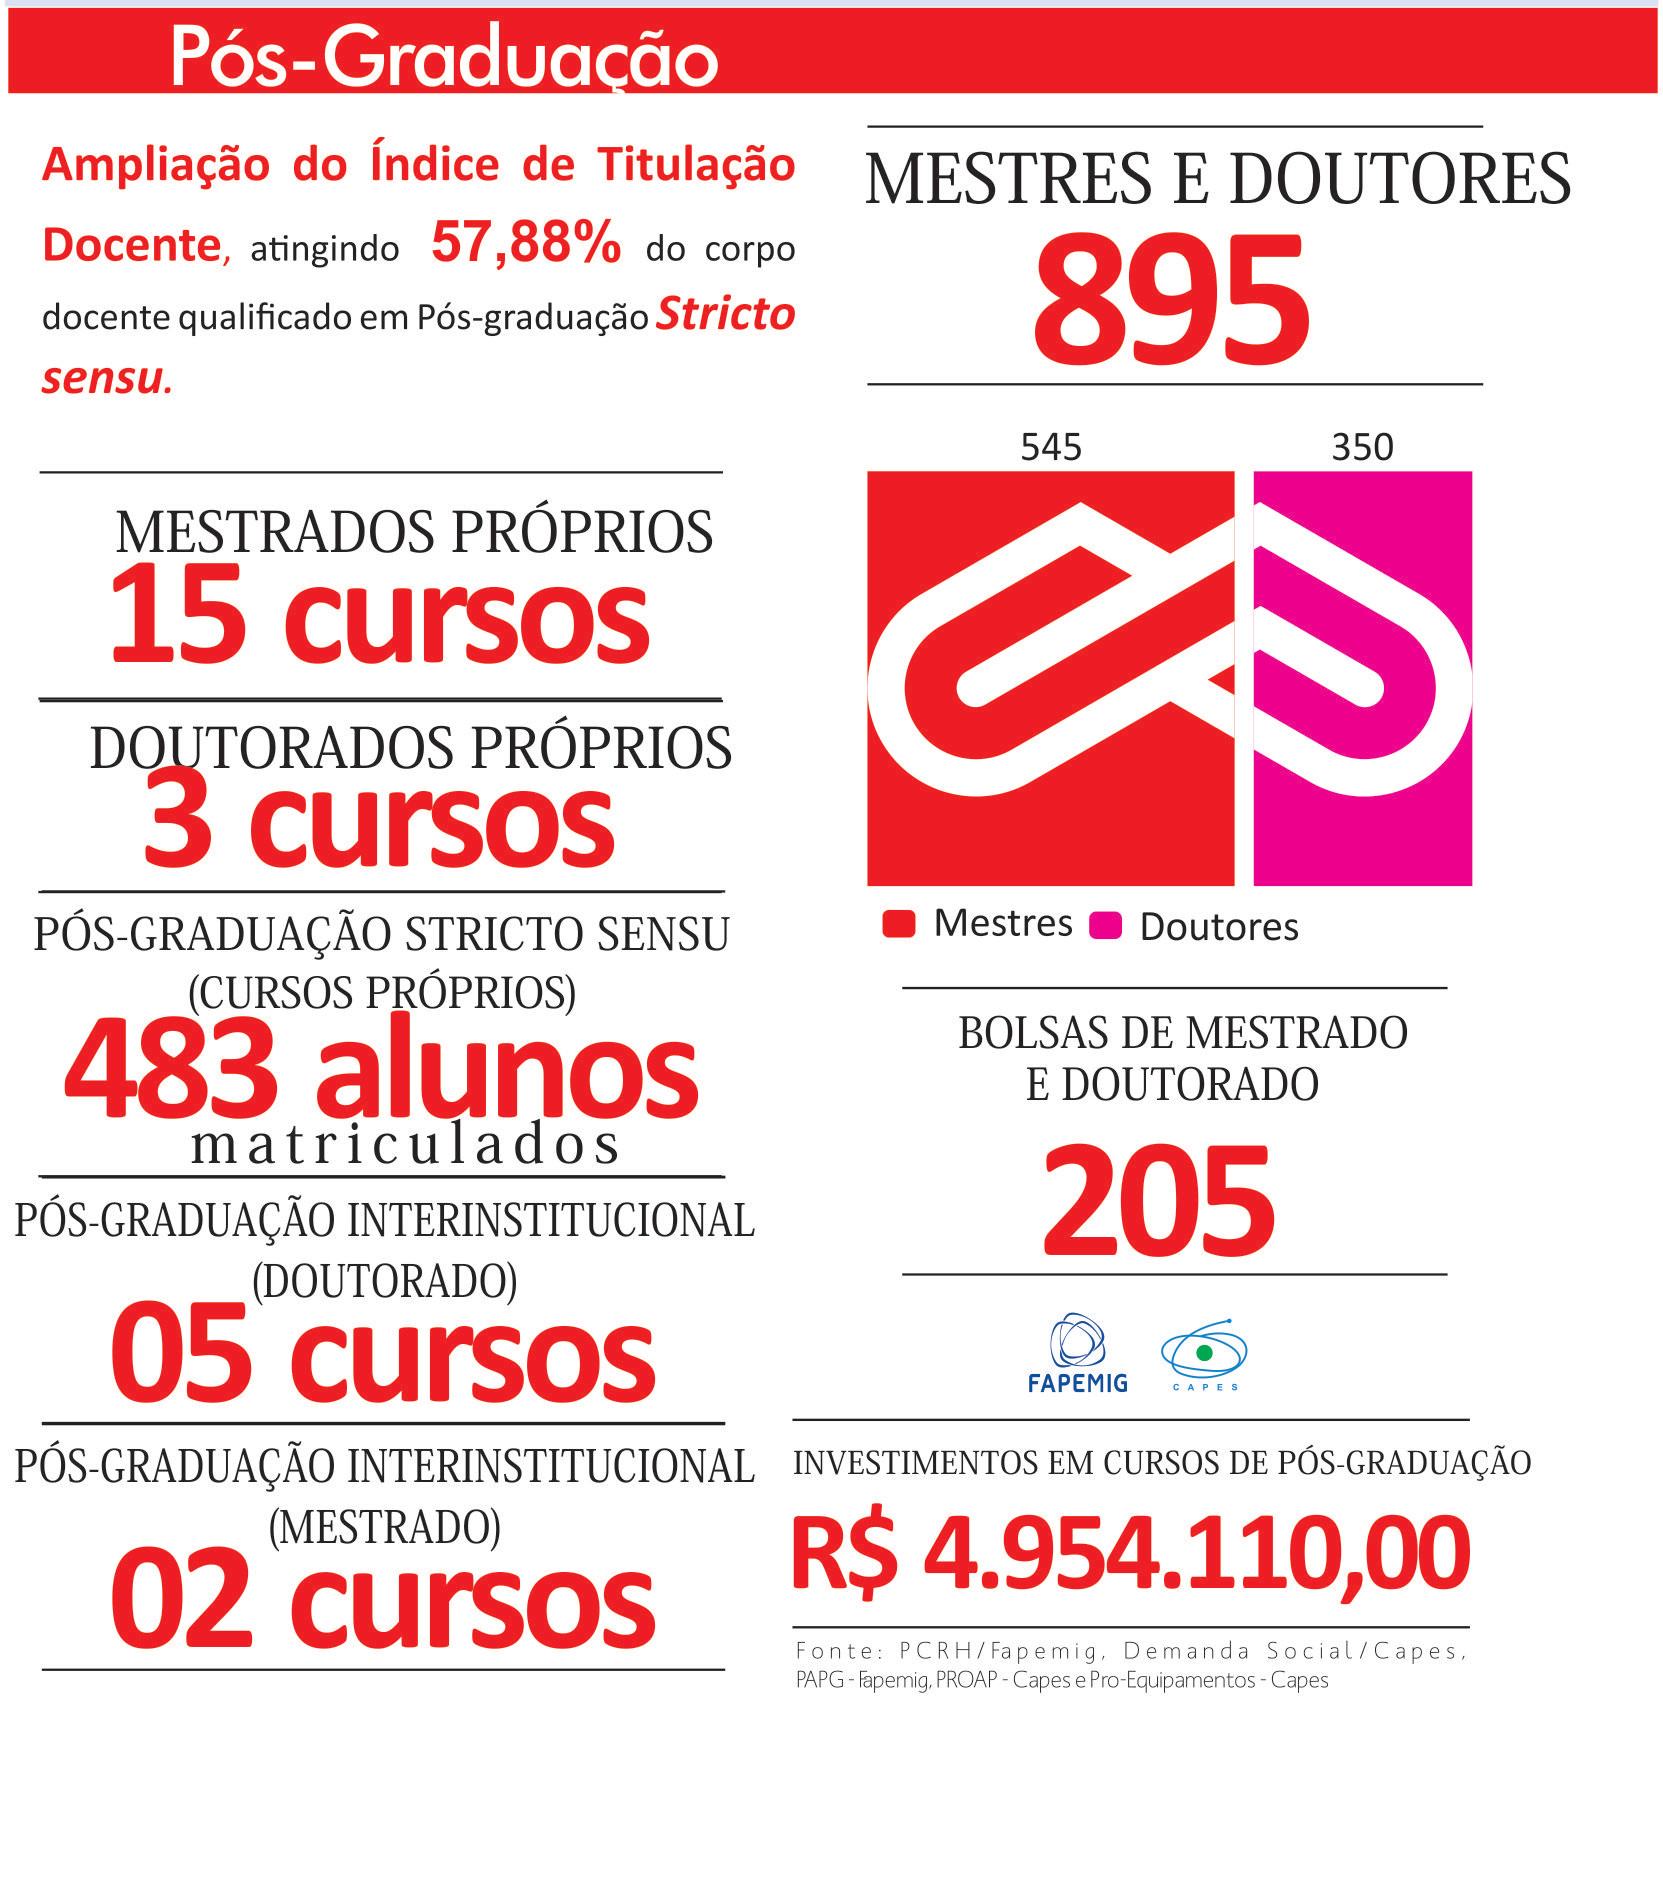 Pós-Graduação
Ampliação do Índice de Titulação
Docente, atingindo 57,88% do corpo
docente qualificado em Pós-graduação Stricto
sensu.
MESTRADOS PRÓPRIOS
15 cursos
DOUTORADOS PRÓPRIOS
3 cursos
PÓS-GRADUAÇÃO STRICTO SENSU
(CURSOS PRÓPRIOS)
483 alunos
matriculados
PÓS-GRADUAÇÃO INTERINSTITUCIONAL
(DOUTORADO)
05 cursos
PÓS-GRADUAÇÃO INTERINSTITUCIONAL
(MESTRADO)
02 cursos
MESTRES E DOUTORES
895
545 350
Mestres Doutores
BOLSAS DE MESTRADO
E DOUTORADO
205
FAPEMIG CAPES
INVESTIMENTOS EM CURSOS DE PÓS-GRADUAÇÃO
R$ 4.954.110,00
Fonte: PCRH/Fapemig, Demanda Social/Capes,
PAPG - Fapemig, PROAP - Capes e Pro-Equipamentos - Capes